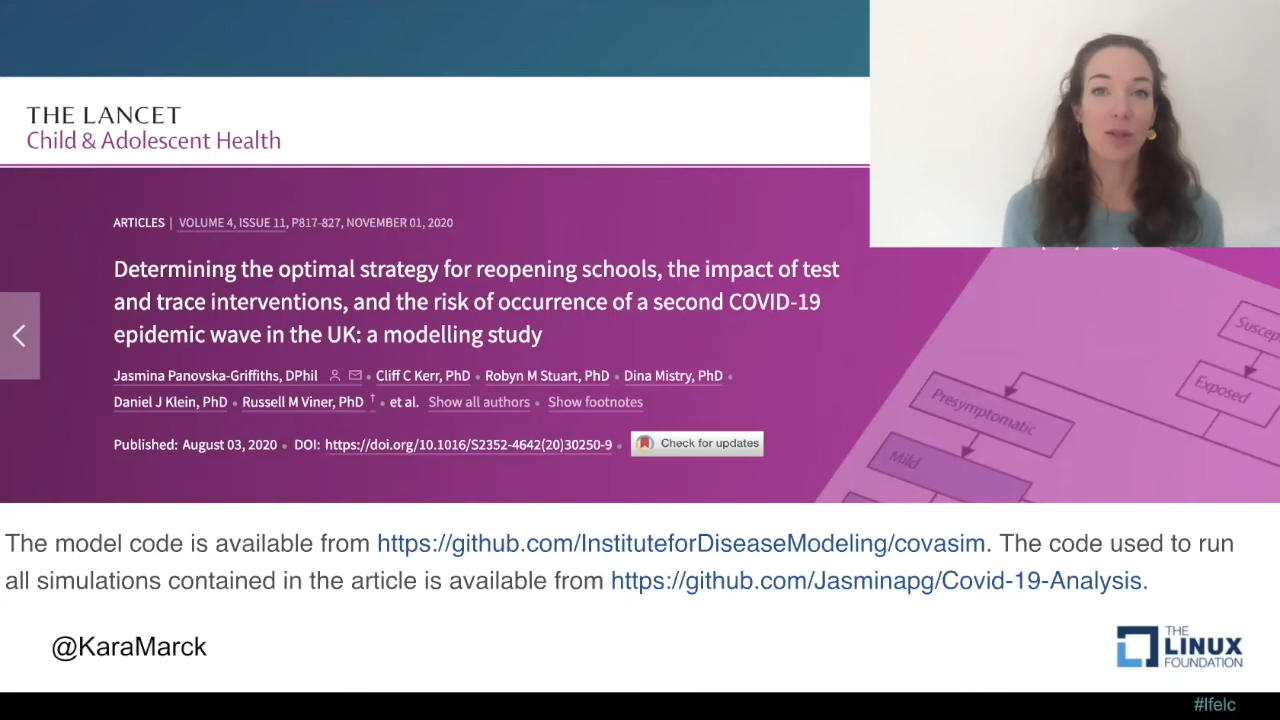 THE LANCET
Child & Adolescent Health
ARTICLES | VOLUME 4, ISSUE 11, P817-827, NOVEMBER 01, 2020
Determining the optimal strategy for reopening schools, the impact of test
and trace interventions, and the risk of occurrence of a second COVID-19
epidemic wave in the UK: a modelling study
Jasmina Panovska-Griffiths, DPhil • Cliff C Kerr, PhD • Robyn M Stuart, PhD • Dina Mistry, PhD •
Daniel J Klein, PhD • Russell M Viner, PhD † • et al. Show all authors • Show footnotes
Published: August 03, 2020 • DOI: https://doi.org/10.1016/S2352-4642(20)30250-9 • Check for updates
Exposed
Presymptomatic
Mild
The model code is available from https://github.com/InstituteforDiseaseModeling/covasim. The code used to run
all simulations contained in the article is available from https://github.com/Jasminapg/Covid-19-Analysis.
@KaraMarck
THE
LINUX
FOUNDATION
#lfelc